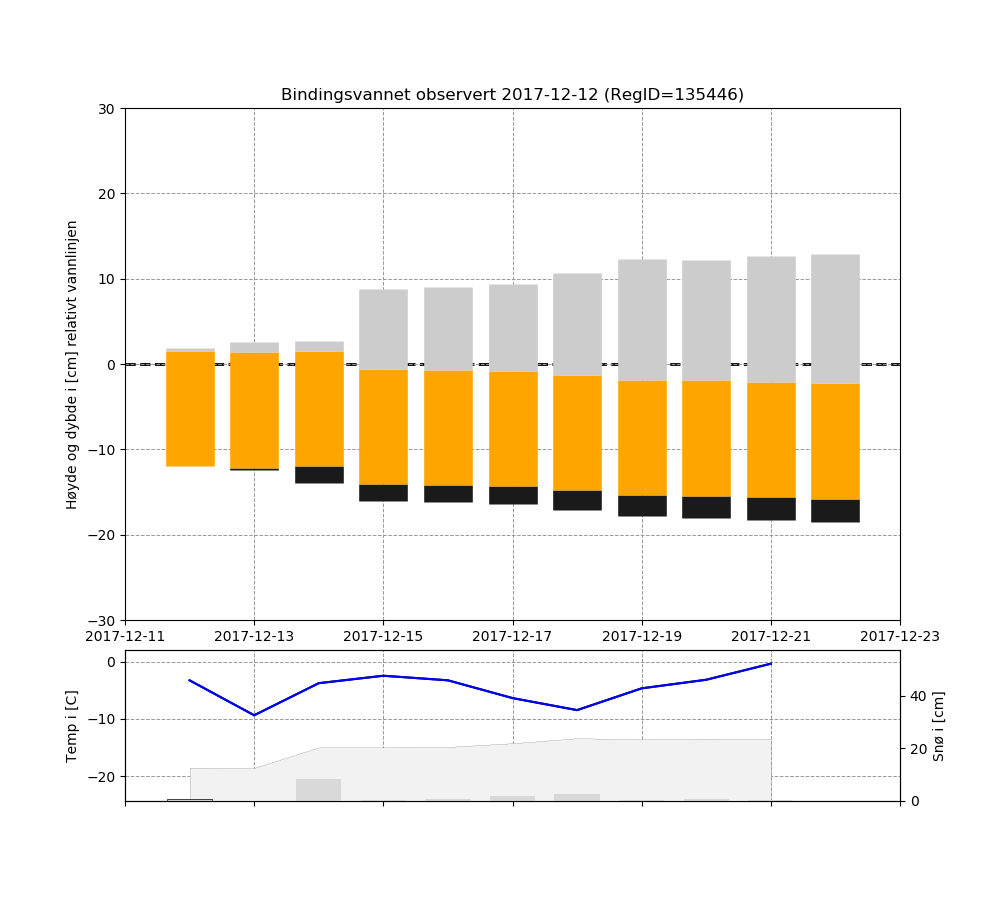 Bindingsvannet observert 2017-12-12 (RegID=135446)
Høyde og dybde i [cm] relativt vannlinjen
30
20
10
0
−10
−20
−30
2017-12-11 2017-12-13 2017-12-15 2017-12-17 2017-12-19 2017-12-21 2017-12-23
Temp i [C]
0
−10
−20
40
20
0
Snø i [cm]